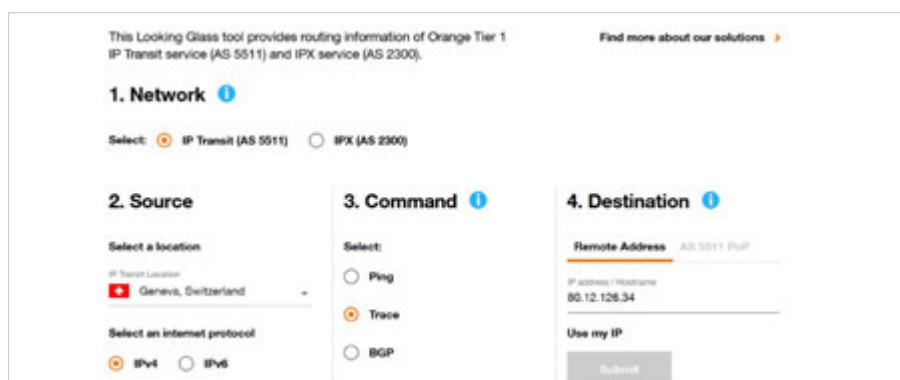 This Looking Glass tool provides routing information of Orange Tier 1
IP Transit service (AS 5511) and IPX service (AS 2300).
Find more about our solutions
1. Network
Select: IP Transit (AS 5511) IPX (AS 2300)
2. Source
Select a location
IP Transit Location
Geneva, Switzerland
Select an internet protocol
IPv4 IPv6
3. Command
Select:
Ping
Trace
BGP
4. Destination
Remote Address AS 5511 PoP
IP address / Hostname
80.12.126.34
Use my IP
Submit